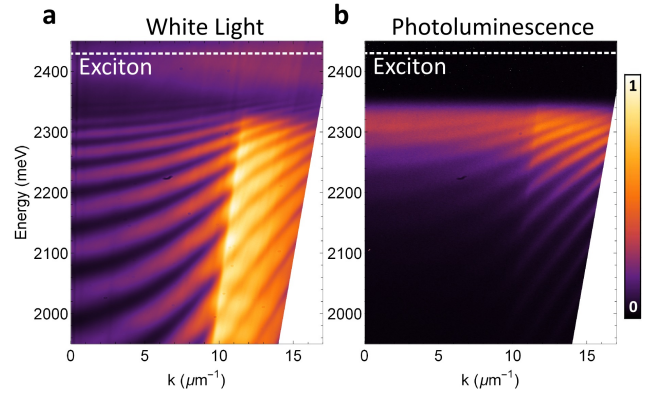 a
White Light
b
Photoluminescence
Exciton
Exciton
2400
2300
2200
2100
2000
Energy (meV)
0
5
10
15
k (μm⁻¹)
2400
2300
2200
2100
2000
0
5
10
15
k (μm⁻¹)
1
0